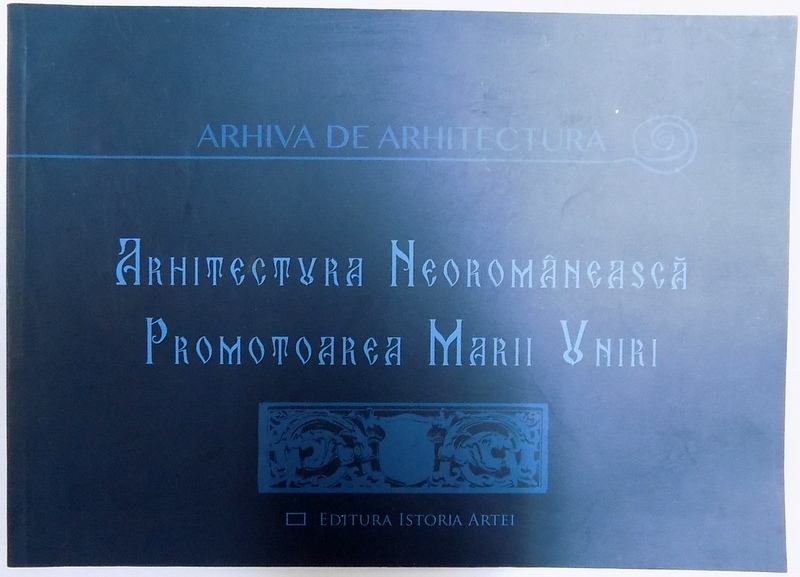 ARHIVA DE ARHITECTURA
Arhitectura Neoromânească
Promotoarea Marii Uniri
Editura Istoria Artei